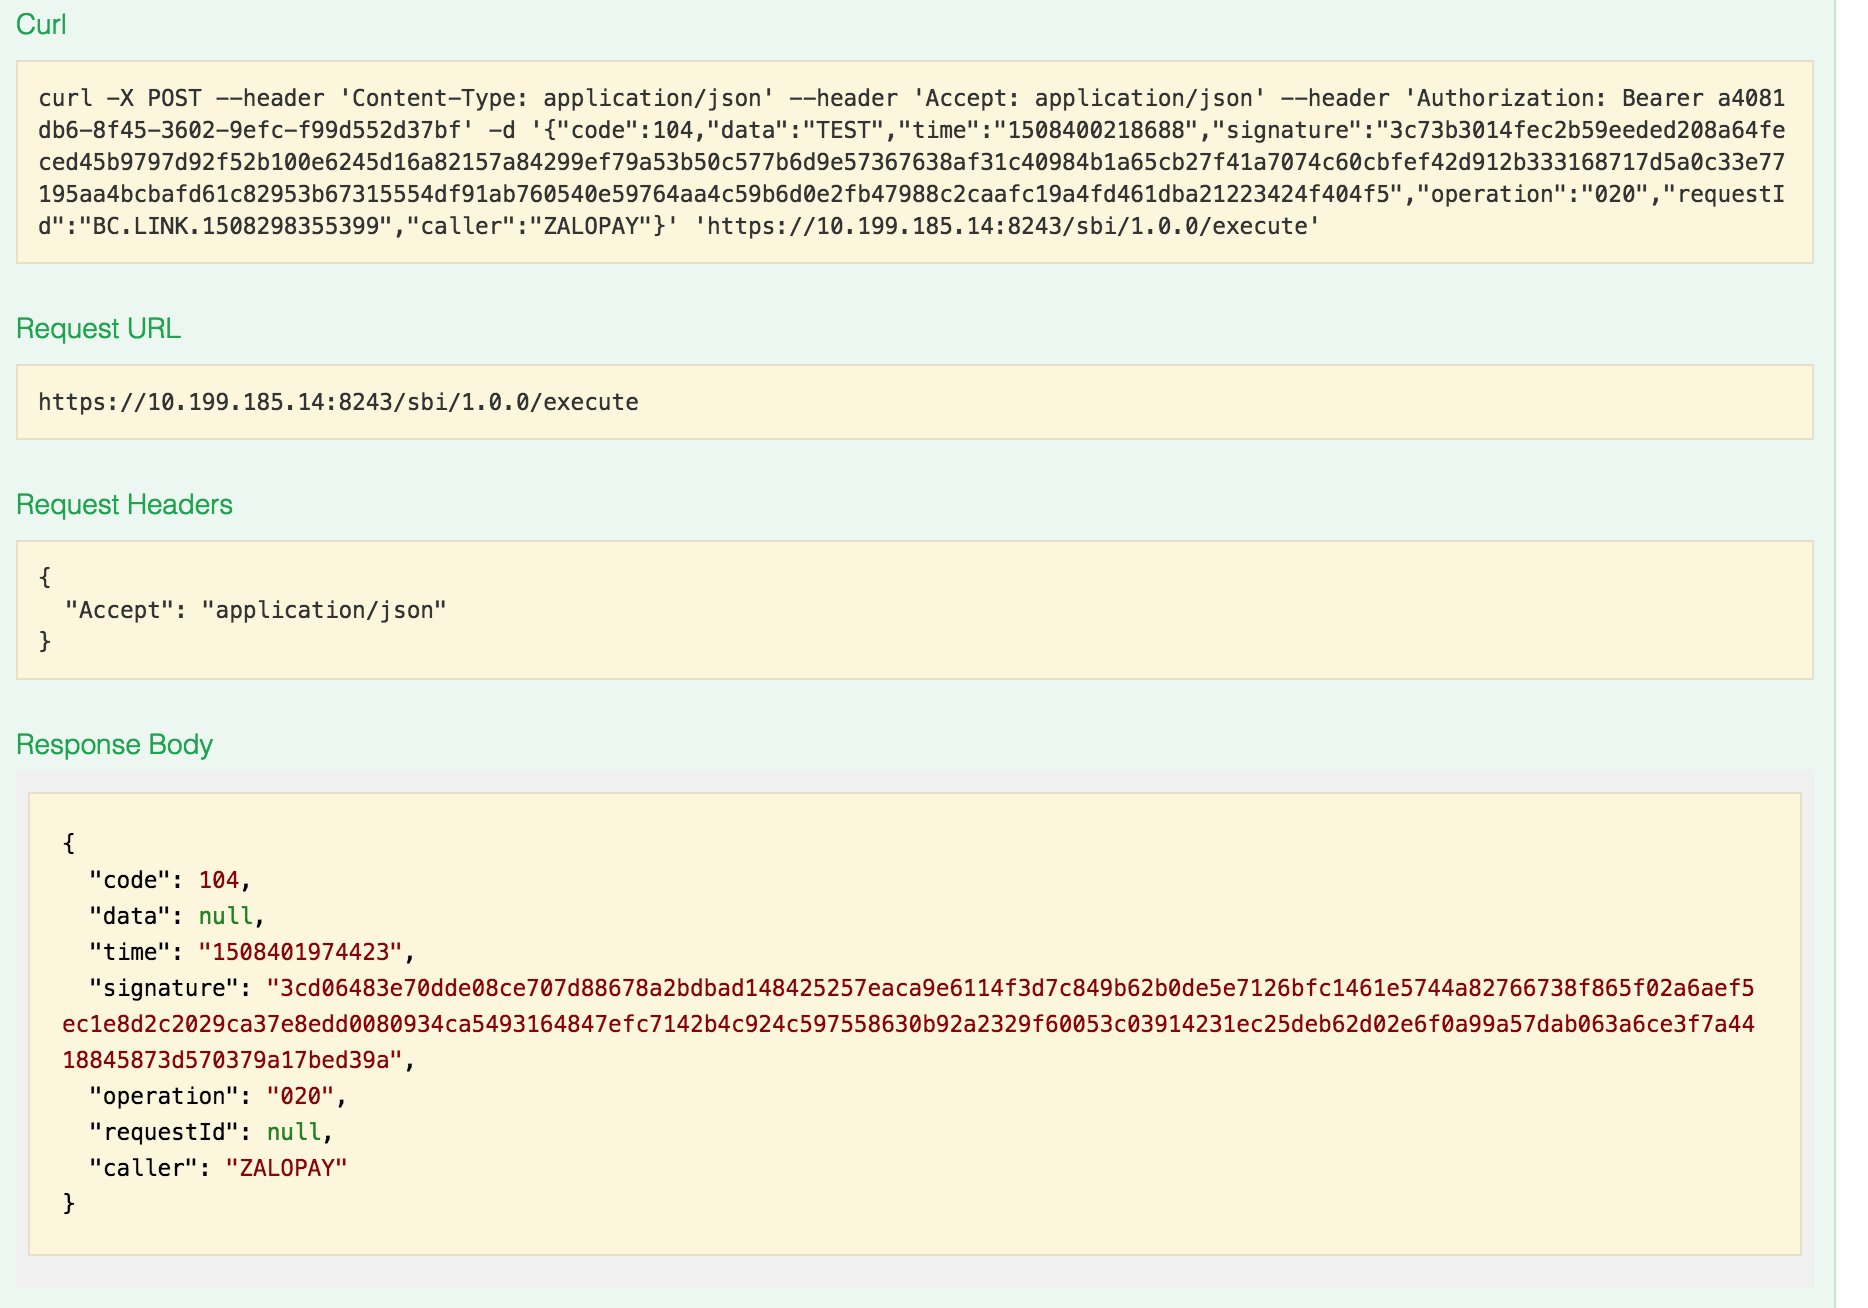 Curl
curl -X POST --header 'Content-Type: application/json' --header 'Accept: application/json' --header 'Authorization: Bearer a4081
db6-8f45-3602-9efc-f99d552d37bf' -d '{"code":104,"data":"TEST","time":"1508400218688","signature":"3c73b3014fec2b59eeded208a64fe
ced45b9797d92f52b100e6245d16a82157a84299ef79a53b50c577b6d9e57367638af31c40984b1a65cb27f41a7074c60cbfef42d912b333168717d5a0c33e77
195aa4bcbafd61c82953b67315554df91ab760540e59764aa4c59b6d0e2fb47988c2caafc19a4fd461dba21223424f404f5","operation":"020","requestI
d":"BC.LINK.1508298355399","caller":"ZALOPAY"}' 'https://10.199.185.14:8243/sbi/1.0.0/execute'
Request URL
https://10.199.185.14:8243/sbi/1.0.0/execute
Request Headers
{
  "Accept": "application/json"
}
Response Body
{
  "code": 104,
  "data": null,
  "time": "1508401974423",
  "signature": "3cd06483e70dde08ce707d88678a2bdbad148425257eaca9e6114f3d7c849b62b0de5e7126bfc1461e5744a82766738f865f02a6aef5
ec1e8d2c2029ca37e8edd0080934ca5493164847efc7142b4c924c597558630b92a2329f60053c03914231ec25deb62d02e6f0a99a57dab063a6ce3f7a44
18845873d570379a17bed39a",
  "operation": "020",
  "requestId": null,
  "caller": "ZALOPAY"
}